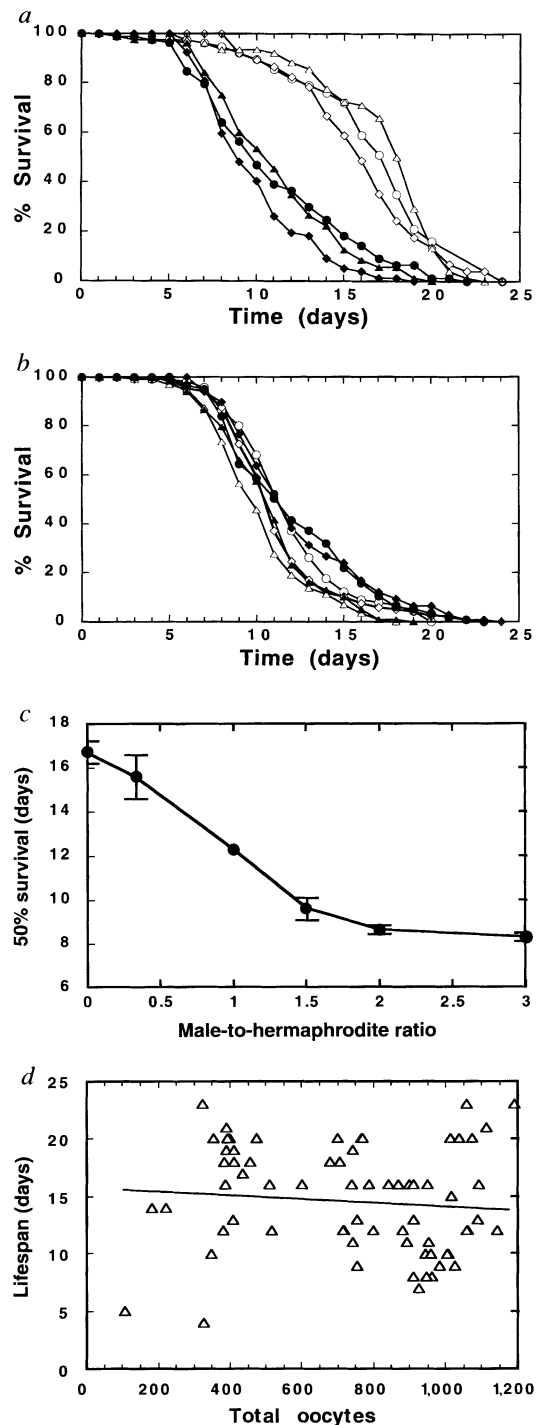 a
100
80
60
40
20
0
% Survival
0 5 10 15 20 25
Time (days)
b
100
80
60
40
20
0
% Survival
0 5 10 15 20 25
Time (days)
c
18
16
14
12
10
8
6
50% survival (days)
0 0.5 1 1.5 2 2.5 3
Male-to-hermaphrodite ratio
d
25
20
15
10
5
0
Lifespan (days)
0 200 400 600 800 1,000 1,200
Total oocytes